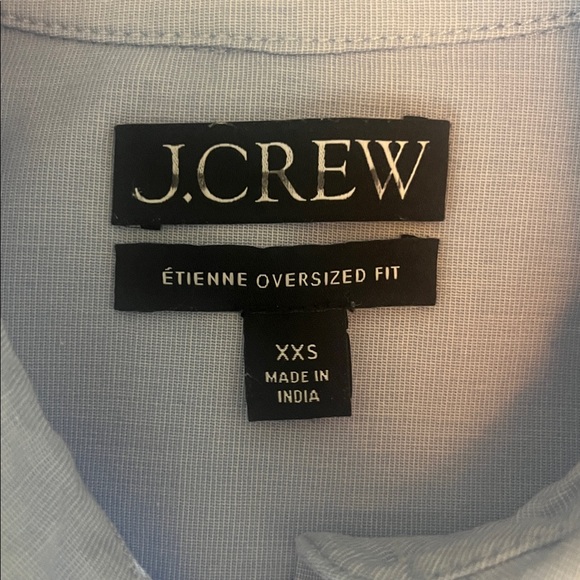 J.CREW
ÉTIENNE OVERSIZED FIT
XXS
MADE IN
INDIA